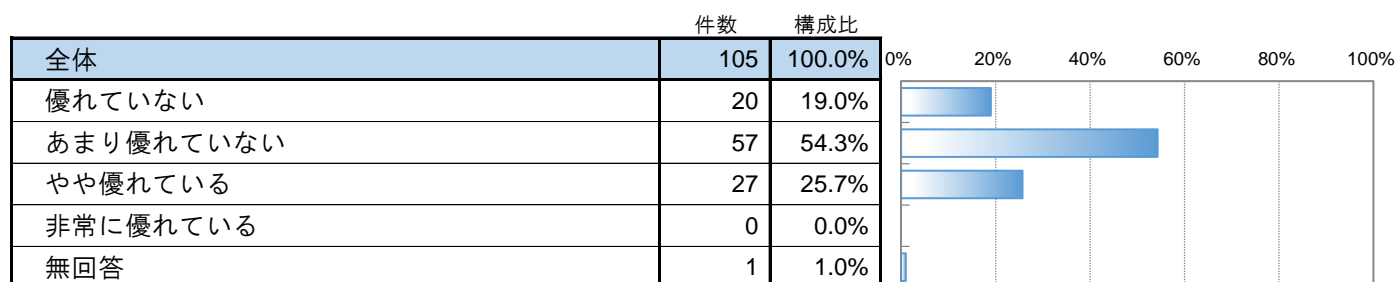 件数 構成比
全体 105 100.0% 0% 20% 40% 60% 80% 100%
優れていない 20 19.0%
あまり優れていない 57 54.3%
やや優れている 27 25.7%
非常に優れている 0 0.0%
無回答 1 1.0%